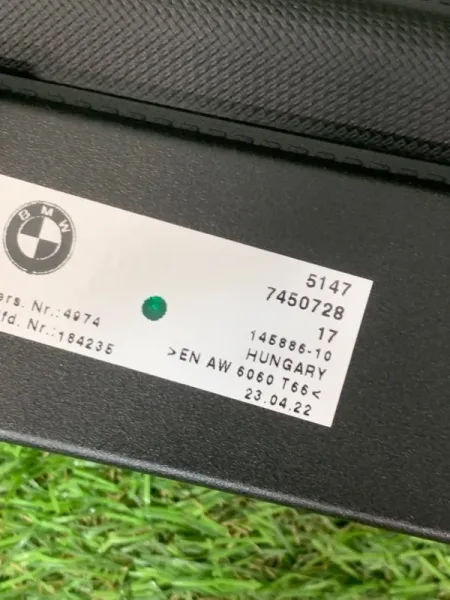 BMW
5147
7450728
17
145886-10
HUNGARY
>EN AW 6060 T66<
23.04.22
ers. Nr.:4974
fd. Nr.:184235